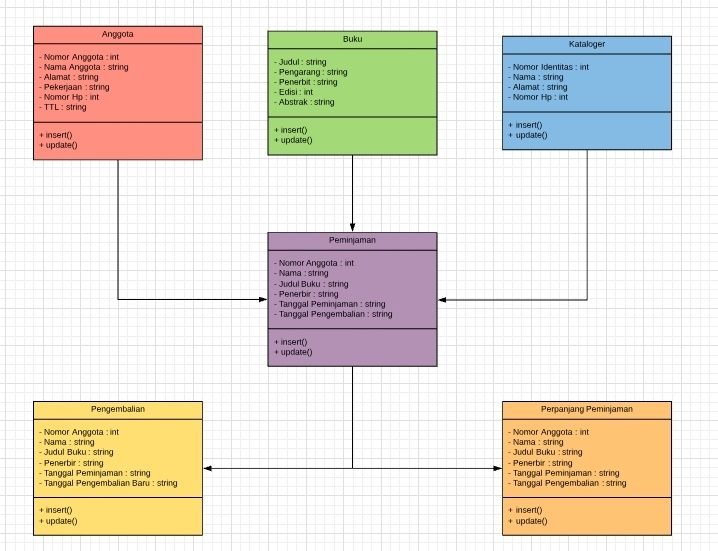 Anggota
- Nomor Anggota : int
- Nama Anggota : string
- Alamat : string
- Pekerjaan : string
- Nomor Hp : int
- TTL : string
+ insert()
+ update()
Buku
- Judul : string
- Pengarang : string
- Penerbit : string
- Edisi : int
- Abstrak : string
+ insert()
+ update()
Kataloger
- Nomor Identitas : int
- Nama : string
- Alamat : string
- Nomor Hp : int
+ insert()
+ update()
Peminjaman
- Nomor Anggota : int
- Nama : string
- Judul Buku : string
- Penerbir : string
- Tanggal Peminjaman : string
- Tanggal Pengembalian : string
+ insert()
+ update()
Pengembalian
- Nomor Anggota : int
- Nama : string
- Judul Buku : string
- Penerbir : string
- Tanggal Peminjaman : string
- Tanggal Pengembalian Baru : string
+ insert()
+ update()
Perpanjang Peminjaman
- Nomor Anggota : int
- Nama : string
- Judul Buku : string
- Penerbir : string
- Tanggal Peminjaman : string
- Tanggal Pengembalian : string
+ insert()
+ update()